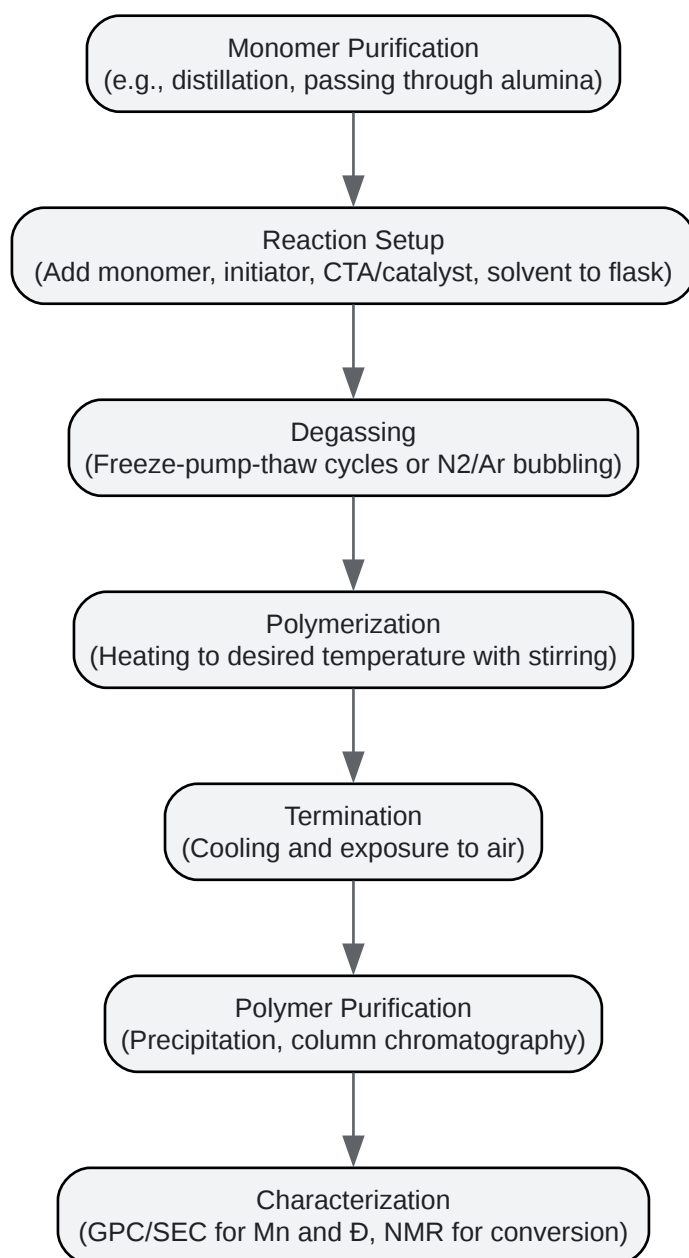 Monomer Purification
(e.g., distillation, passing through alumina)
Reaction Setup
(Add monomer, initiator, CTA/catalyst, solvent to flask)
Degassing
(Freeze-pump-thaw cycles or N2/Ar bubbling)
Polymerization
(Heating to desired temperature with stirring)
Termination
(Cooling and exposure to air)
Polymer Purification
(Precipitation, column chromatography)
Characterization
(GPC/SEC for Mn and Đ, NMR for conversion)